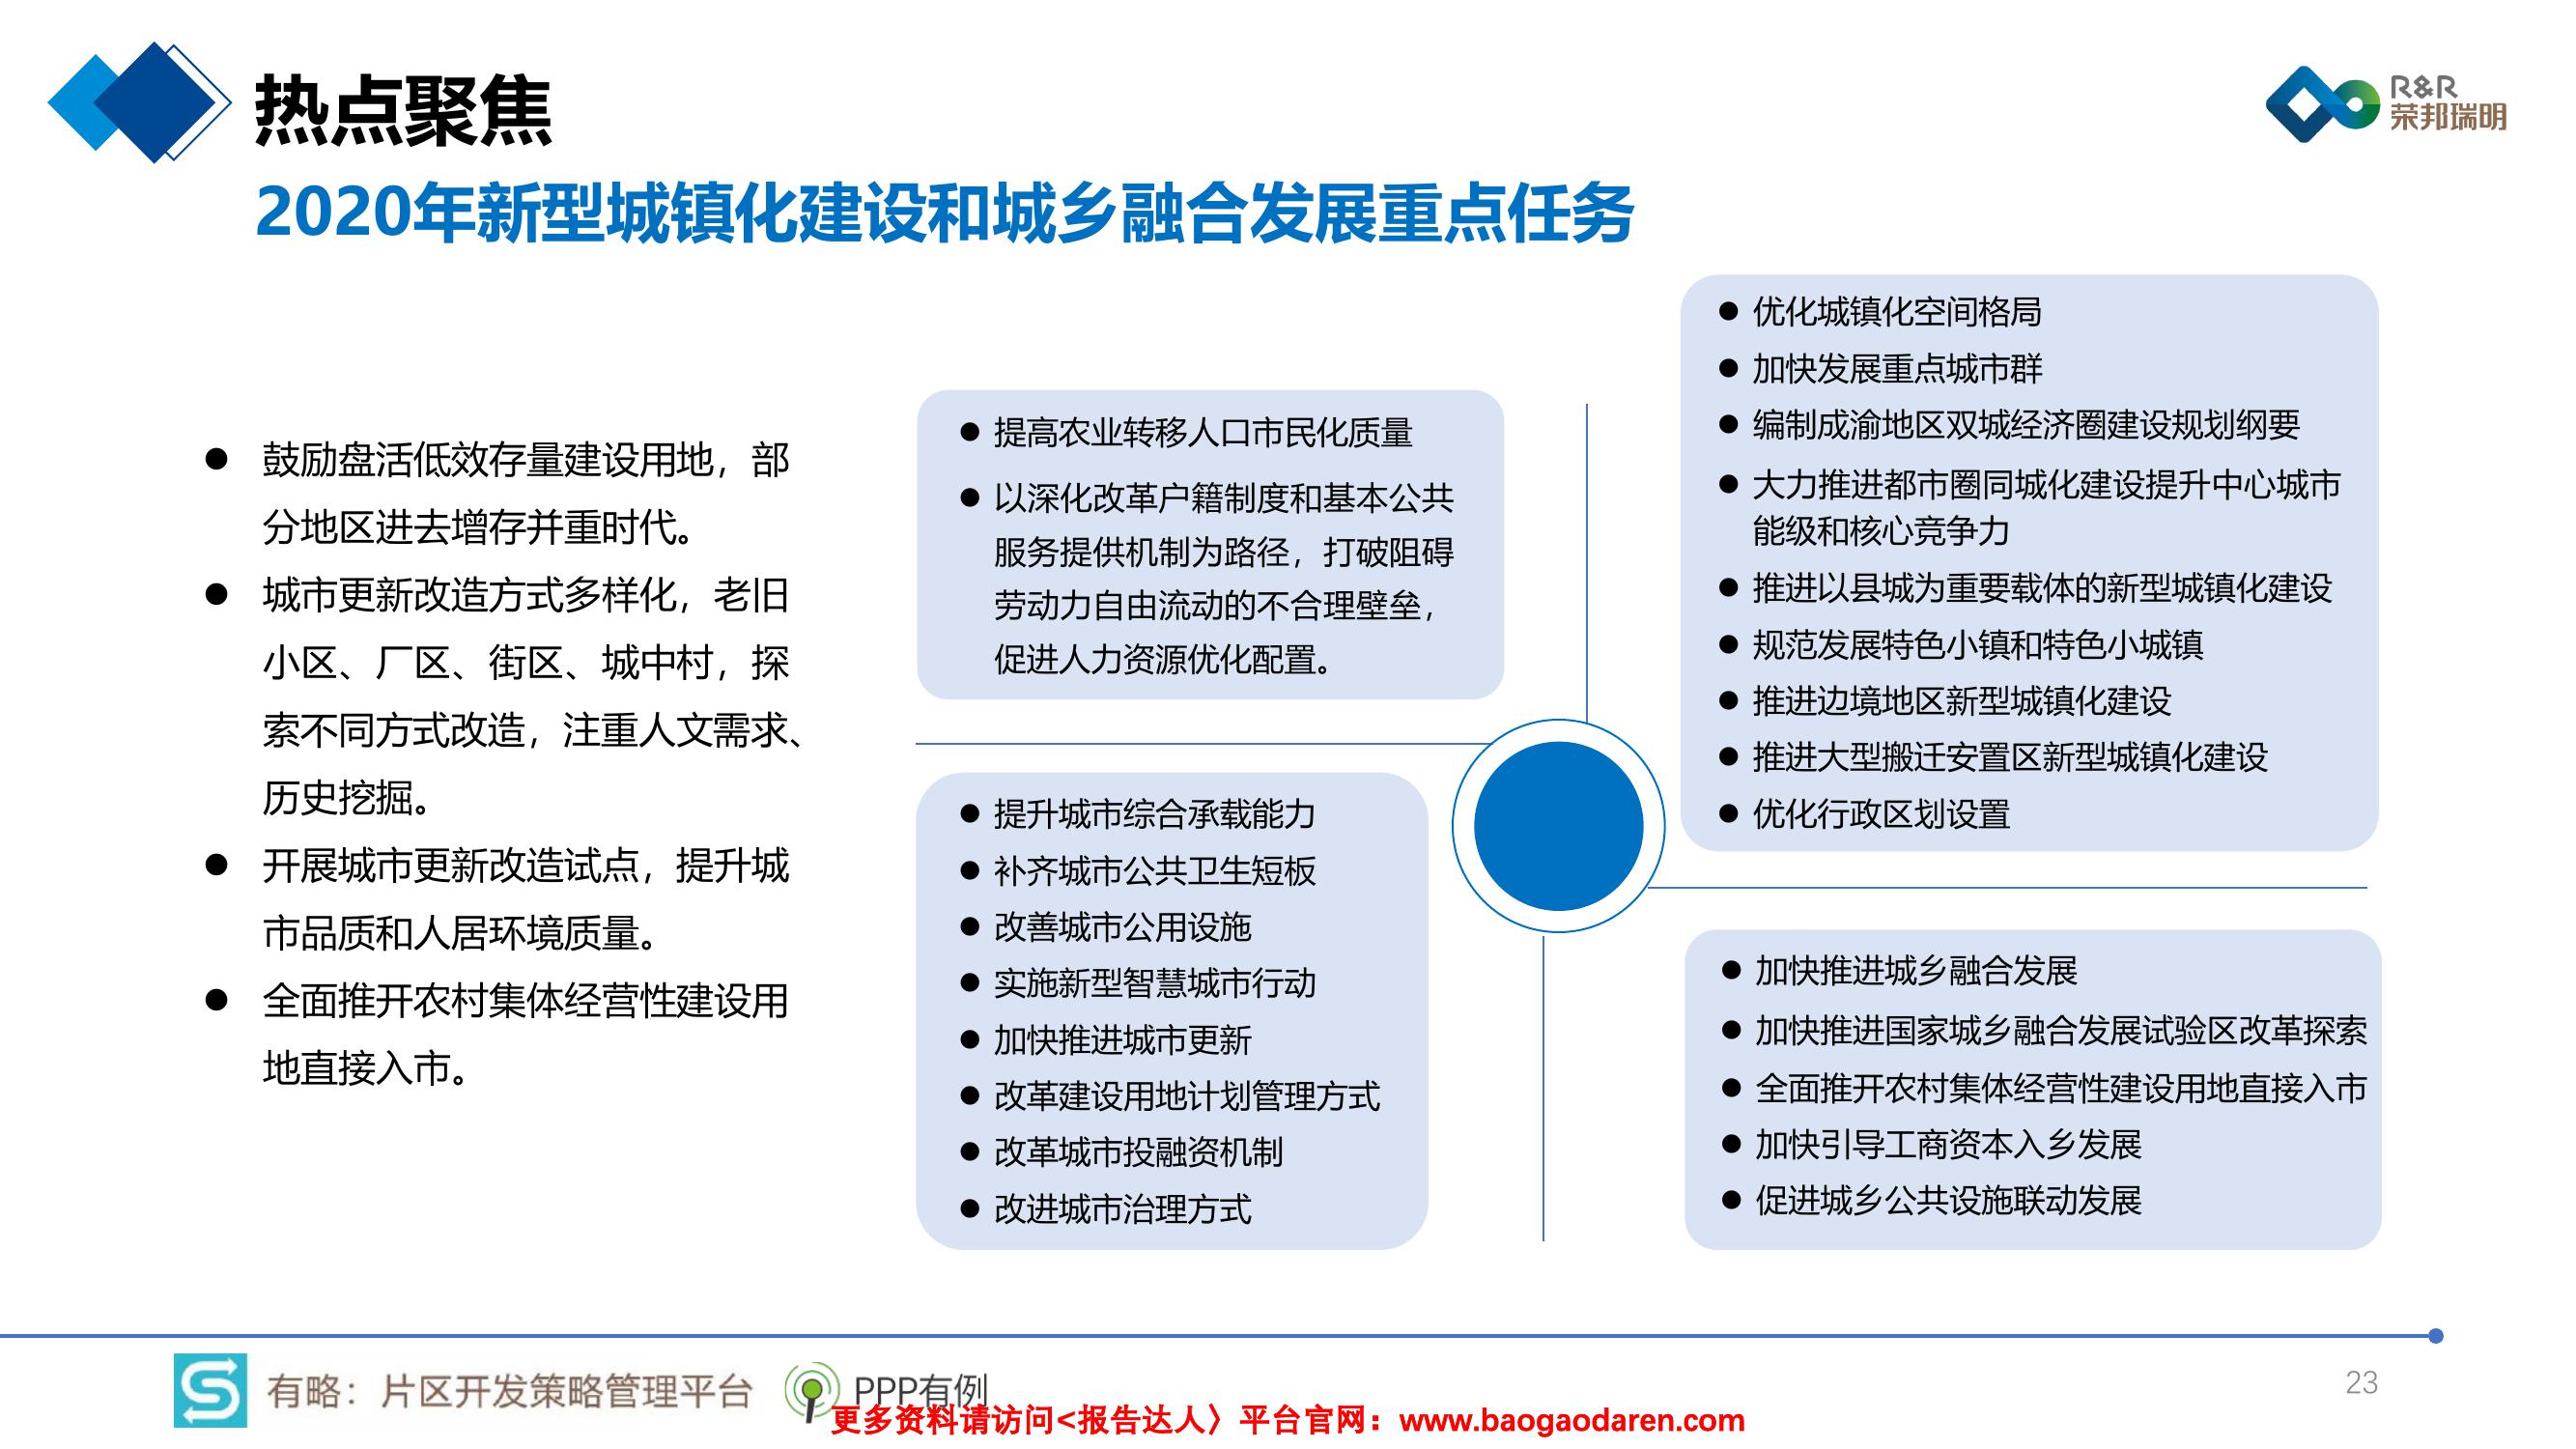 热点聚焦
R&R
荣邦瑞明
2020年新型城镇化建设和城乡融合发展重点任务
● 鼓励盘活低效存量建设用地，部
分地区进去增存并重时代。
● 城市更新改造方式多样化，老旧
小区、厂区、街区、城中村，探
索不同方式改造，注重人文需求、
历史挖掘。
● 开展城市更新改造试点，提升城
市品质和人居环境质量。
● 全面推开农村集体经营性建设用
地直接入市。
● 提高农业转移人口市民化质量
● 以深化改革户籍制度和基本公共
服务提供机制为路径，打破阻碍
劳动力自由流动的不合理壁垒，
促进人力资源优化配置。
● 提升城市综合承载能力
● 补齐城市公共卫生短板
● 改善城市公用设施
● 实施新型智慧城市行动
● 加快推进城市更新
● 改革建设用地计划管理方式
● 改革城市投融资机制
● 改进城市治理方式
● 优化城镇化空间格局
● 加快发展重点城市群
● 编制成渝地区双城经济圈建设规划纲要
● 大力推进都市圈同城化建设提升中心城市
能级和核心竞争力
● 推进以县城为重要载体的新型城镇化建设
● 规范发展特色小镇和特色小城镇
● 推进边境地区新型城镇化建设
● 推进大型搬迁安置区新型城镇化建设
● 优化行政区划设置
● 加快推进城乡融合发展
● 加快推进国家城乡融合发展试验区改革探索
● 全面推开农村集体经营性建设用地直接入市
● 加快引导工商资本入乡发展
● 促进城乡公共设施联动发展
有略：片区开发策略管理平台
PPP有例
更多资料请访问<报告达人〉平台官网：www.baogaodaren.com
23